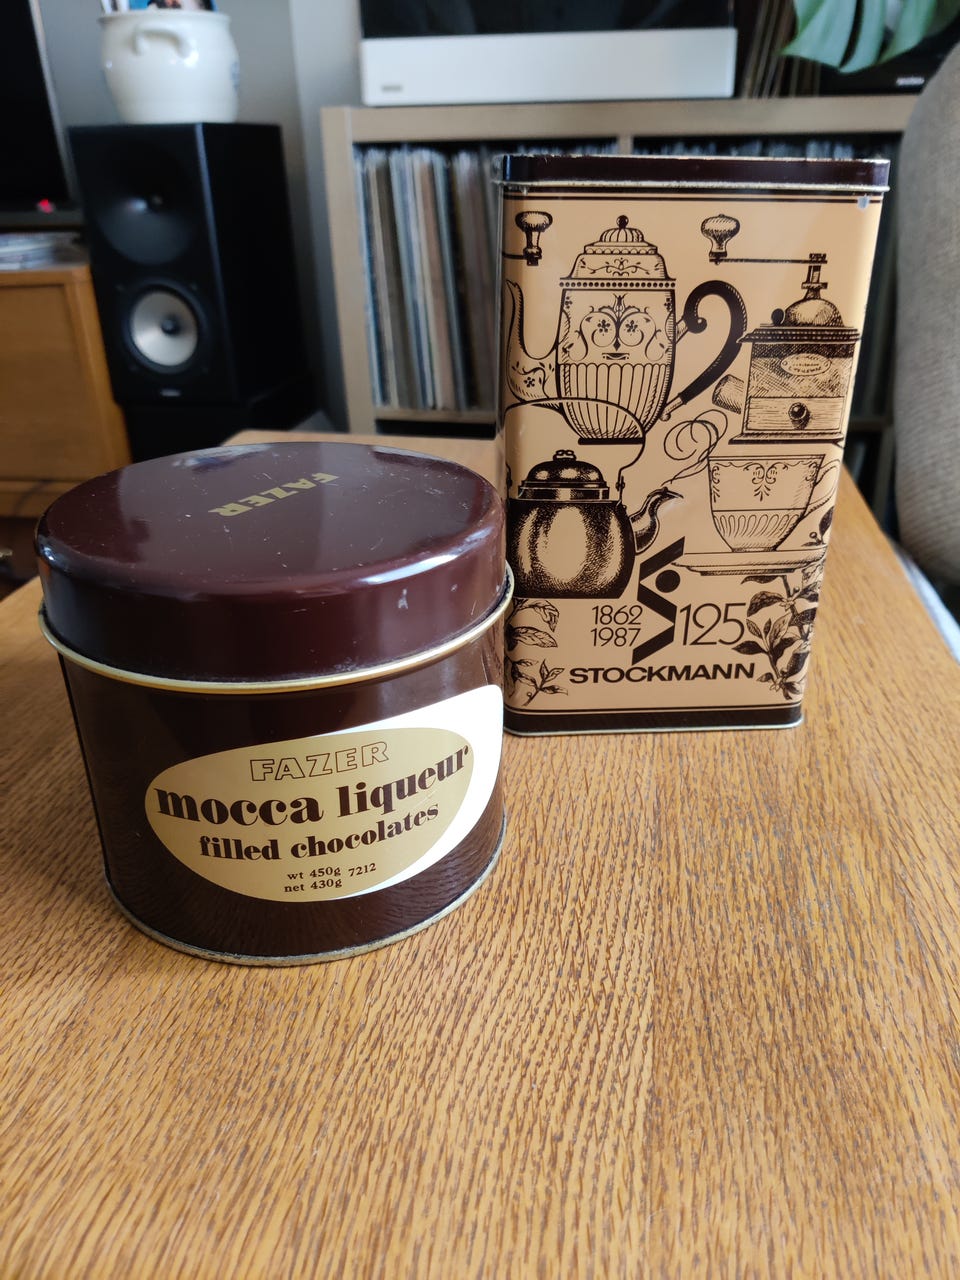 FAZER
FAZER
mocca liqueur
filled chocolates
wt 450g 7212
net 430g
1862
1987
125
STOCKMANN